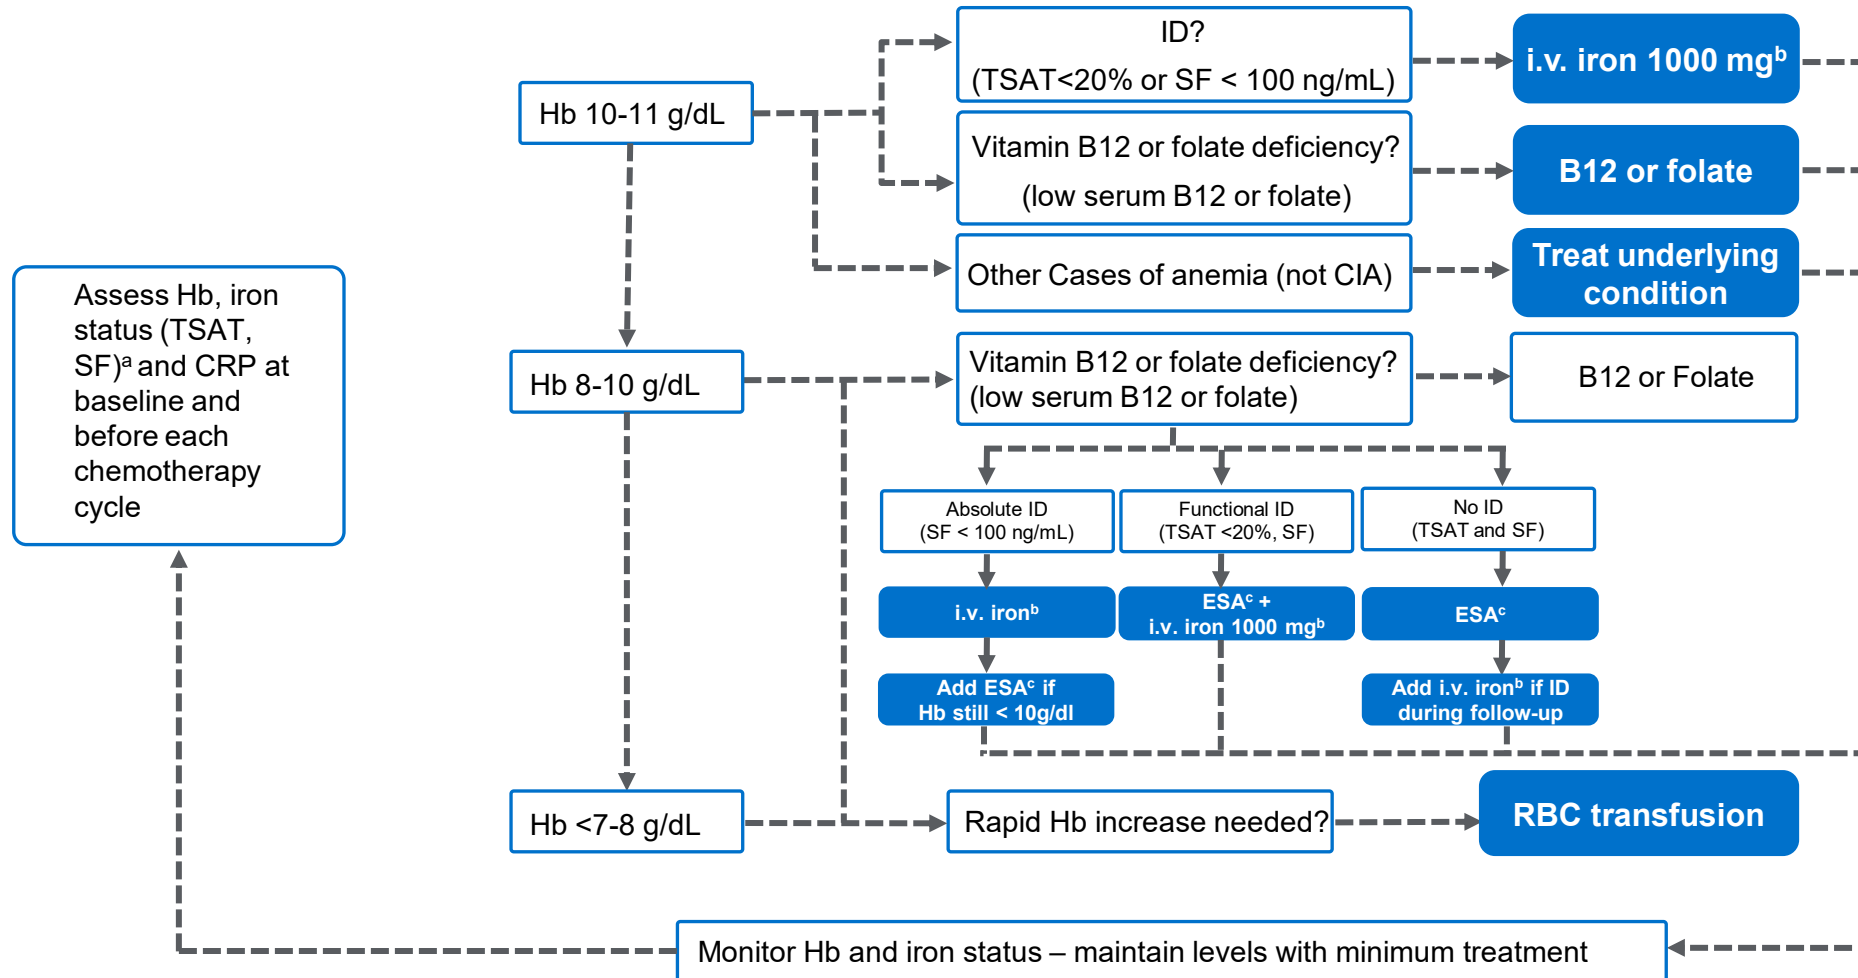 Assess Hb, iron
status (TSAT,
SF)ᵃ and CRP at
baseline and
before each
chemotherapy
cycle
Hb 10-11 g/dL
ID?
(TSAT<20% or SF < 100 ng/mL)
i.v. iron 1000 mgᵇ
Vitamin B12 or folate deficiency?
(low serum B12 or folate)
B12 or folate
Other Cases of anemia (not CIA)
Treat underlying
condition
Hb 8-10 g/dL
Vitamin B12 or folate deficiency?
(low serum B12 or folate)
B12 or Folate
Absolute ID
(SF < 100 ng/mL)
Functional ID
(TSAT <20%, SF)
No ID
(TSAT and SF)
i.v. ironᵇ
ESAᶜ +
i.v. iron 1000 mgᵇ
ESAᶜ
Add ESAᶜ if
Hb still < 10g/dl
Add i.v. ironᵇ if ID
during follow-up
Hb <7-8 g/dL
Rapid Hb increase needed?
RBC transfusion
Monitor Hb and iron status – maintain levels with minimum treatment